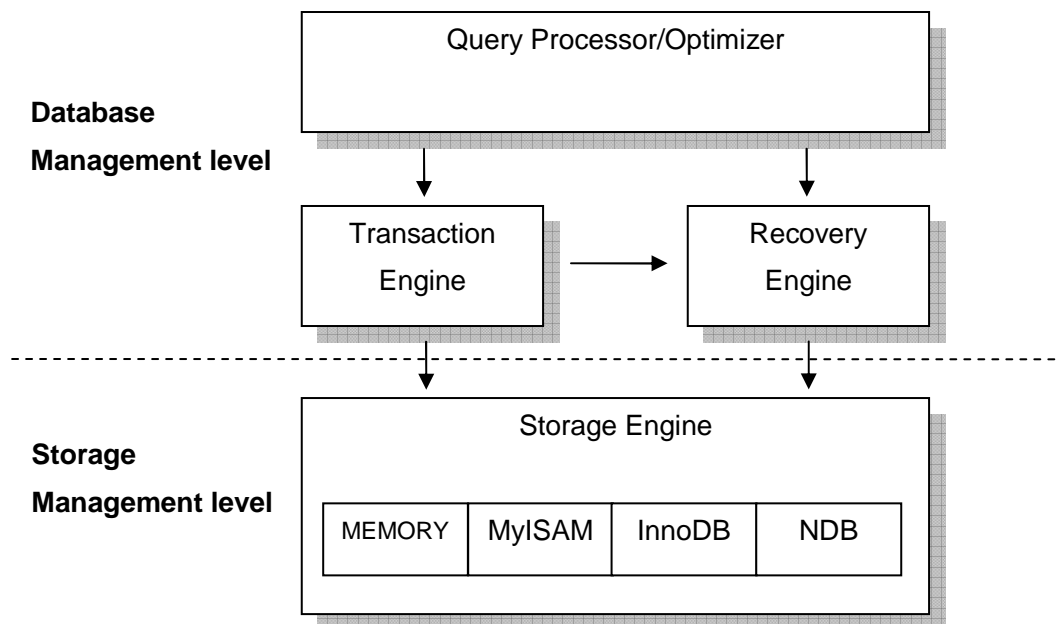 Query Processor/Optimizer
Database
Management level
Transaction
Engine
Recovery
Engine
Storage Engine
Storage
Management level
MEMORY
MyISAM
InnoDB
NDB